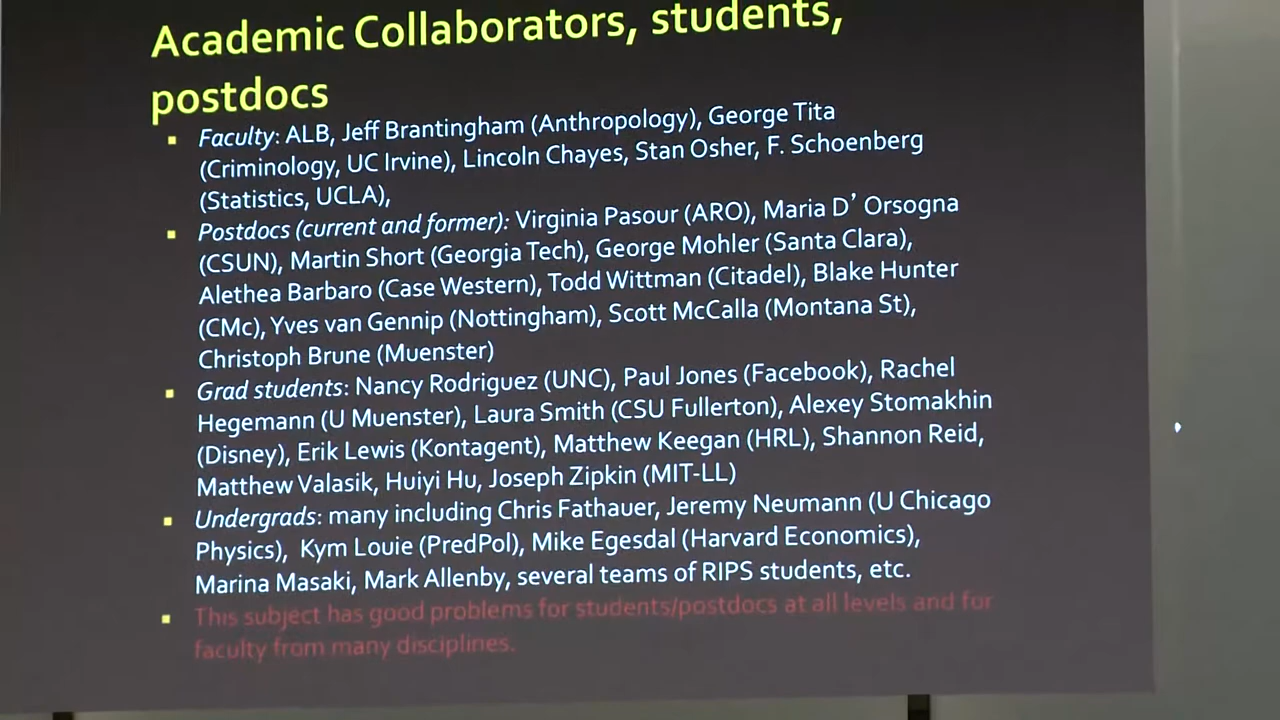 Academic Collaborators, students,
postdocs
Faculty: ALB, Jeff Brantingham (Anthropology), George Tita
(Criminology, UC Irvine), Lincoln Chayes, Stan Osher, F. Schoenberg
(Statistics, UCLA),
Postdocs (current and former): Virginia Pasour (ARO), Maria D’ Orsogna
(CSUN), Martin Short (Georgia Tech), George Mohler (Santa Clara),
Alethea Barbaro (Case Western), Todd Wittman (Citadel), Blake Hunter
(CMc), Yves van Gennip (Nottingham), Scott McCalla (Montana St),
Christoph Brune (Muenster)
Grad students: Nancy Rodriguez (UNC), Paul Jones (Facebook), Rachel
Hegemann (U Muenster), Laura Smith (CSU Fullerton), Alexey Stomakhin
(Disney), Erik Lewis (Kontagent), Matthew Keegan (HRL), Shannon Reid,
Matthew Valasik, Huiyi Hu, Joseph Zipkin (MIT-LL)
Undergrads: many including Chris Fathauer, Jeremy Neumann (U Chicago
Physics), Kym Louie (PredPol), Mike Egesdal (Harvard Economics),
Marina Masaki, Mark Allenby, several teams of RIPS students, etc.
This subject has good problems for students/postdocs at all levels and for
faculty from many disciplines.